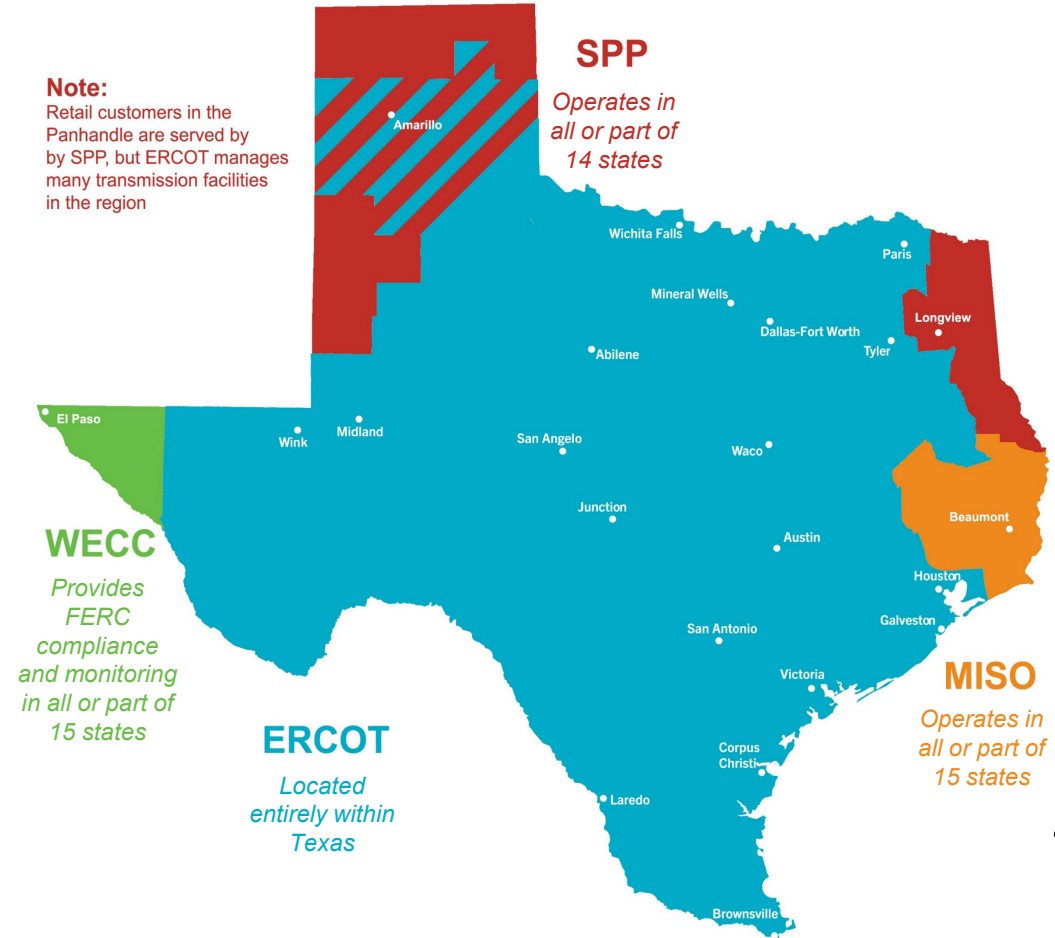 SPP
Operates in
all or part of
14 states
Note:
Retail customers in the
Panhandle are served by
by SPP, but ERCOT manages
many transmission facilities
in the region
Amarillo
Wichita Falls
Paris
Mineral Wells
Longview
Dallas-Fort Worth
Tyler
Abilene
El Paso
Wink
Midland
San Angelo
Waco
Junction
Beaumont
Austin
WECC
Provides
FERC
compliance
and monitoring
in all or part of
15 states
Houston
Galveston
San Antonio
Victoria
MISO
Operates in
all or part of
15 states
ERCOT
Located
entirely within
Texas
Corpus
Christi
Laredo
Brownsville